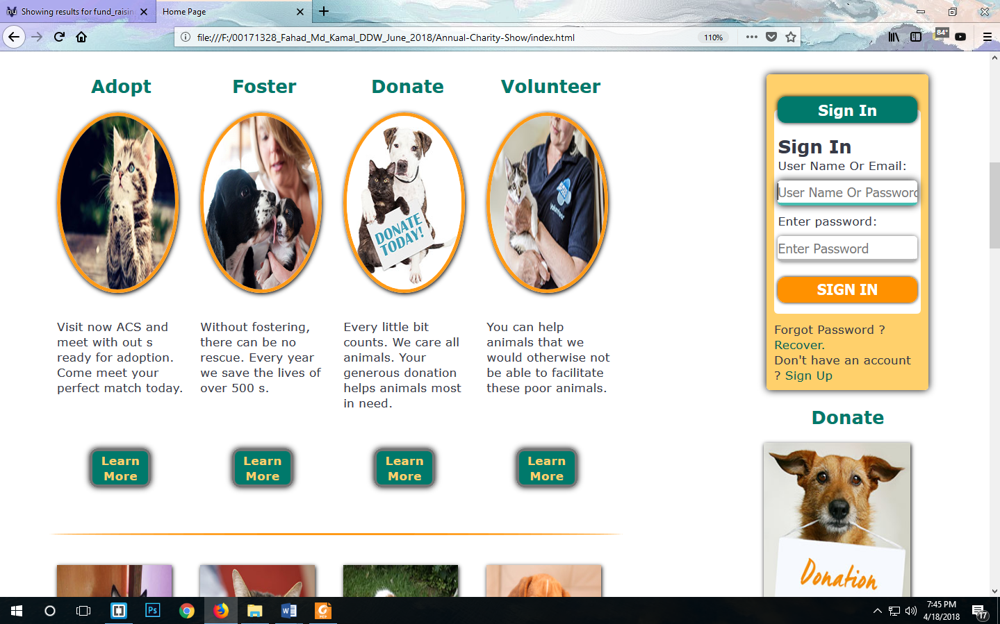 Showing results for fund_raisin
Home Page
file:///F:/00171328_Fahad_Md_Kamal_DDW_June_2018/Annual-Charity-Show/index.html
110%
84°
Adopt
Foster
Donate
Volunteer
DONATE
TODAY!
Volunteer
Visit now ACS and
meet with out s
ready for adoption.
Come meet your
perfect match today.
Without fostering,
there can be no
rescue. Every year
we save the lives of
over 500 s.
Every little bit
counts. We care all
animals. Your
generous donation
helps animals most
in need.
You can help
animals that we
would otherwise not
be able to facilitate
these poor animals.
Learn
More
Learn
More
Learn
More
Learn
More
Sign In
Sign In
User Name Or Email:
User Name Or Password
Enter password:
Enter Password
SIGN IN
Forgot Password ?
Recover.
Don't have an account
? Sign Up
Donate
Donation
Ps
W
G
PDF
7:45 PM
4/18/2018
17